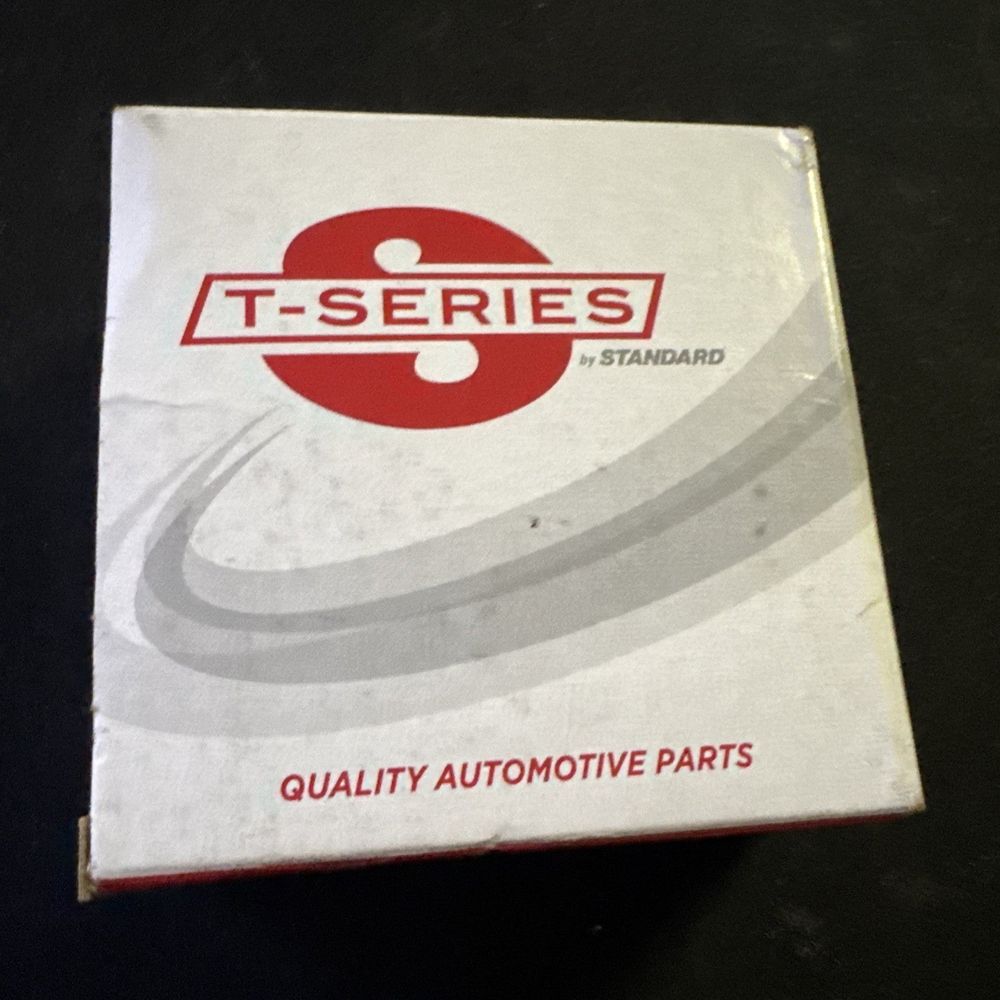 T-SERIES
by STANDARD
QUALITY AUTOMOTIVE PARTS